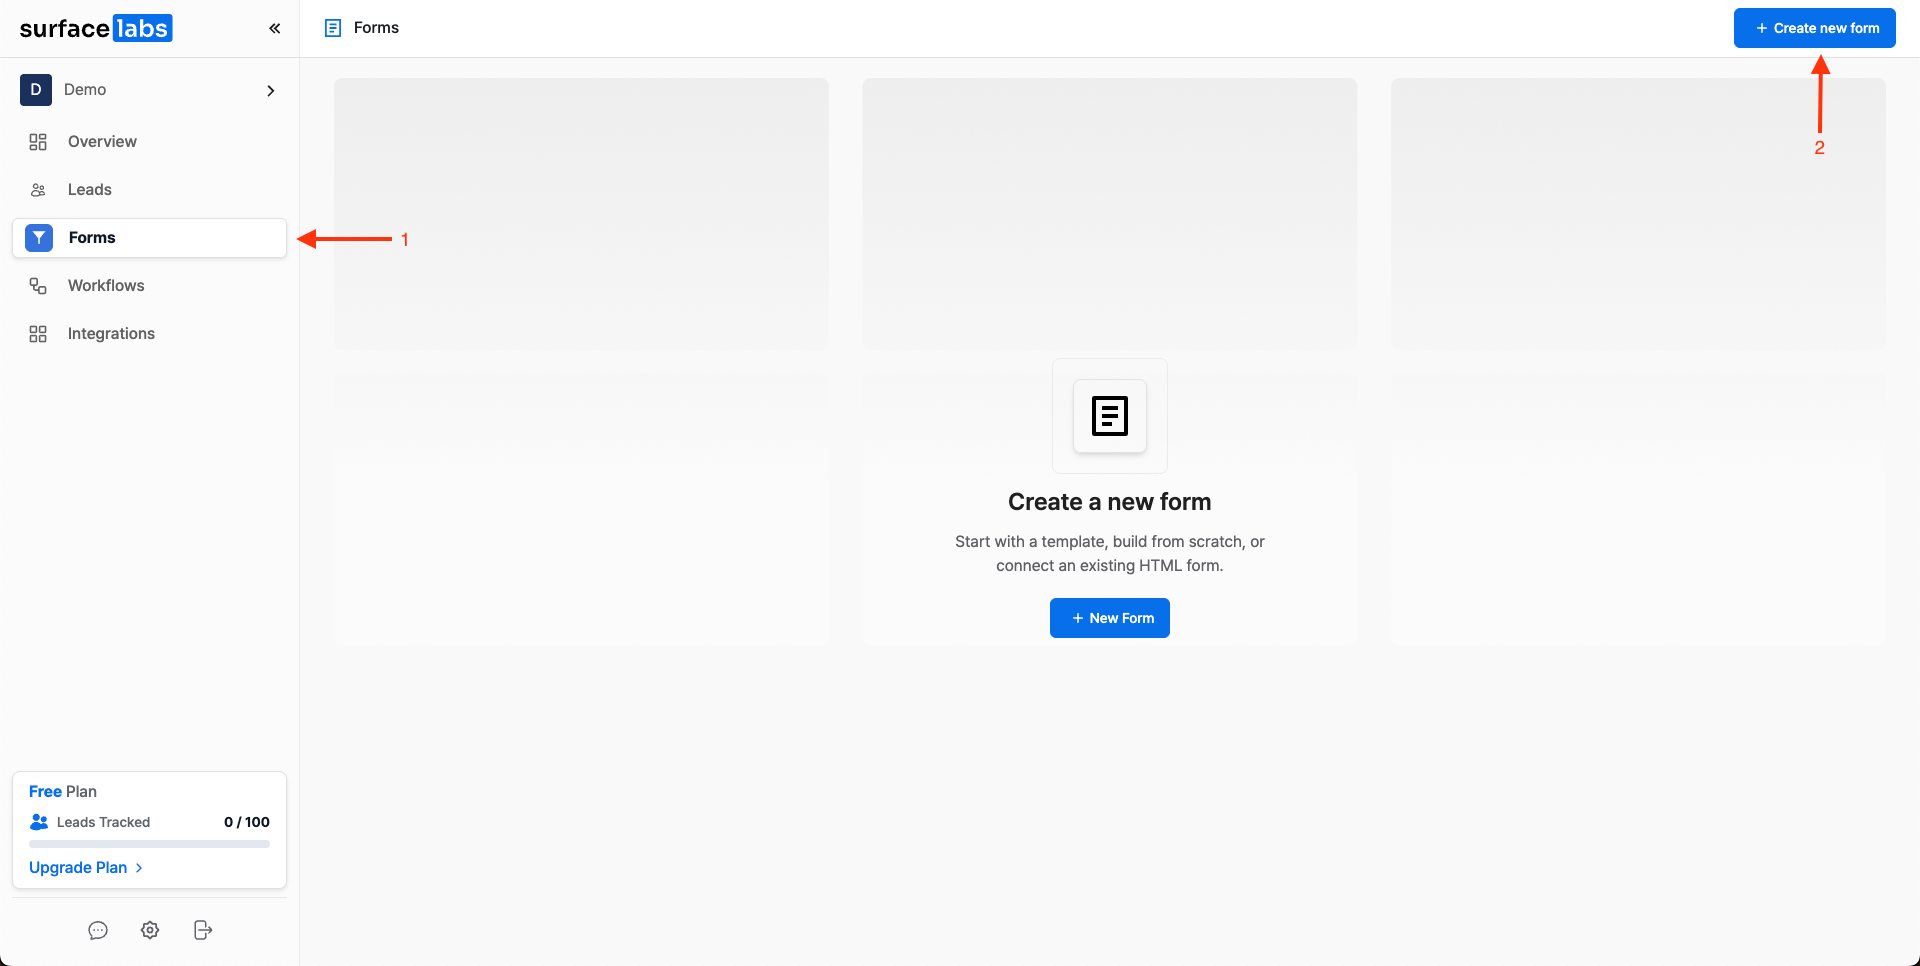 surface labs
Forms
+ Create new form
D Demo
Overview
Leads
Forms
Workflows
Integrations
1
2
Create a new form
Start with a template, build from scratch, or
connect an existing HTML form.
+ New Form
Free Plan
Leads Tracked 0 / 100
Upgrade Plan